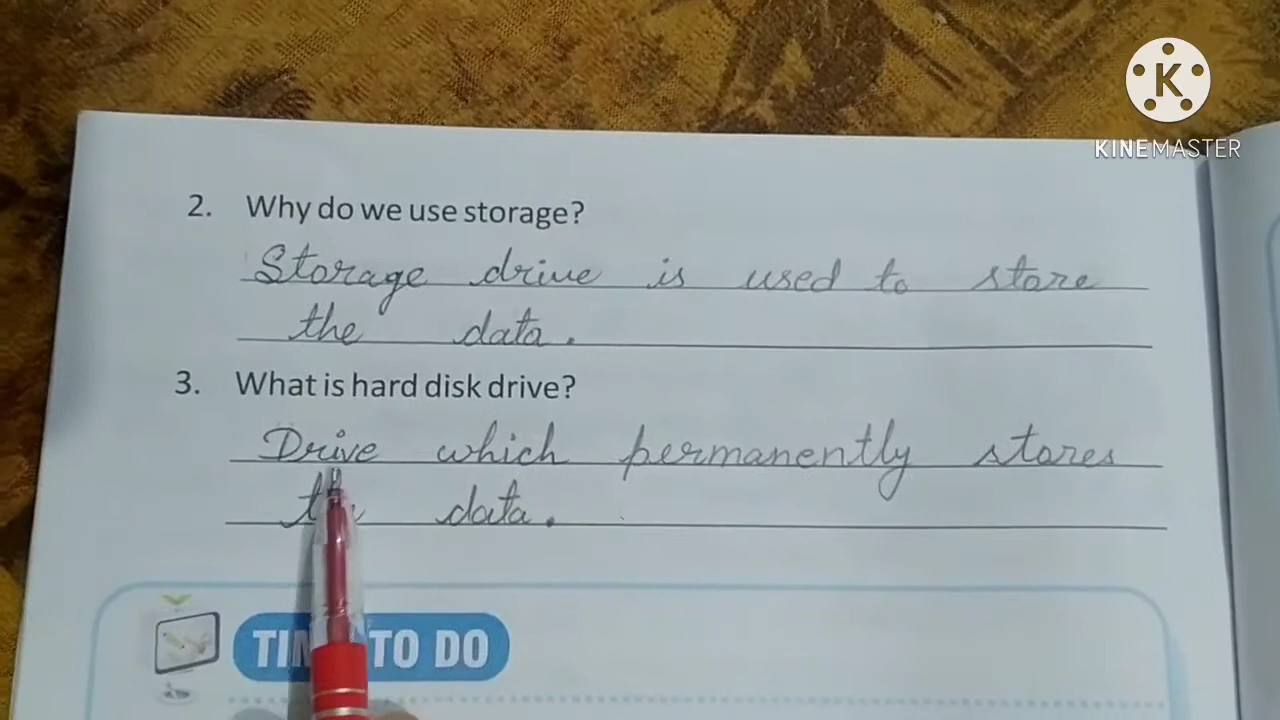 K
KINEMASTER
2. Why do we use storage?
Storage drive is used to store
the data.
3. What is hard disk drive?
Drive which permanently stores
data.
TO DO